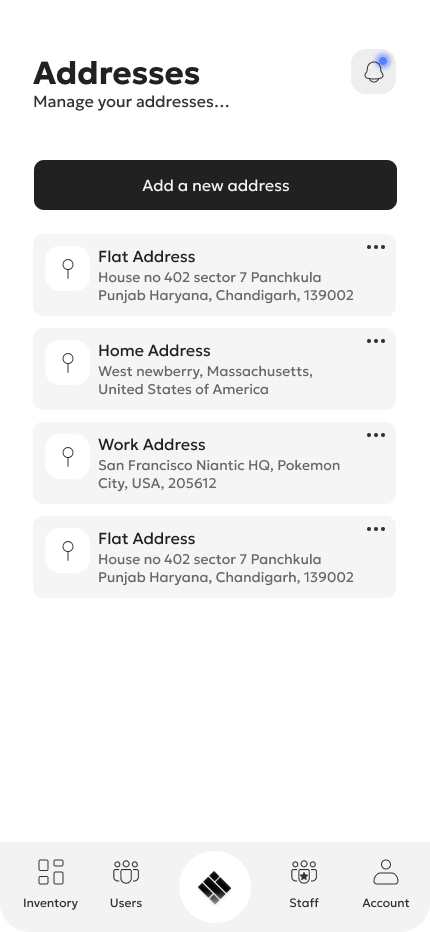 Addresses
Manage your addresses...
Add a new address
Flat Address
House no 402 sector 7 Panchkula
Punjab Haryana, Chandigarh, 139002
Home Address
West newberry, Massachusetts,
United States of America
Work Address
San Francisco Niantic HQ, Pokemon
City, USA, 205612
Flat Address
House no 402 sector 7 Panchkula
Punjab Haryana, Chandigarh, 139002
Inventory
Users
Staff
Account